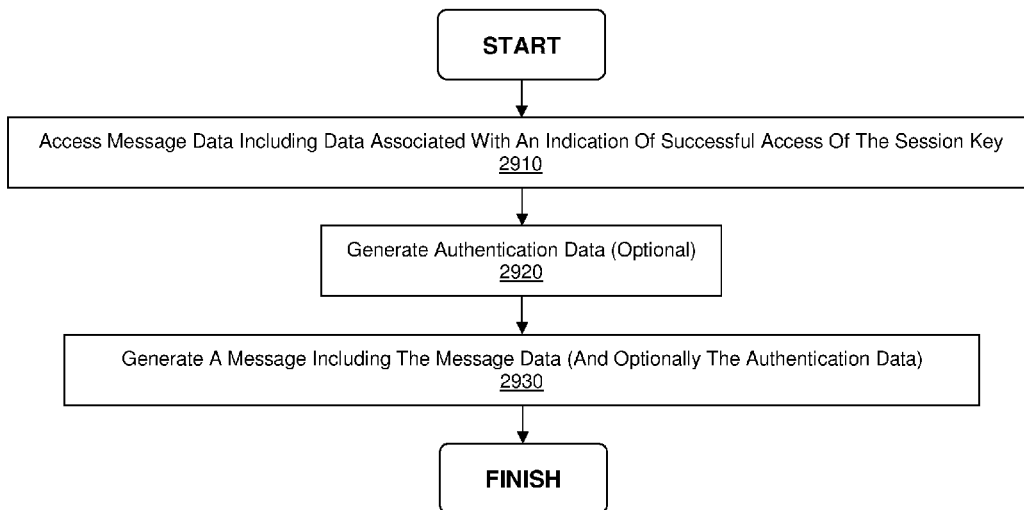 START
Access Message Data Including Data Associated With An Indication Of Successful Access Of The Session Key
2910
Generate Authentication Data (Optional)
2920
Generate A Message Including The Message Data (And Optionally The Authentication Data)
2930
FINISH